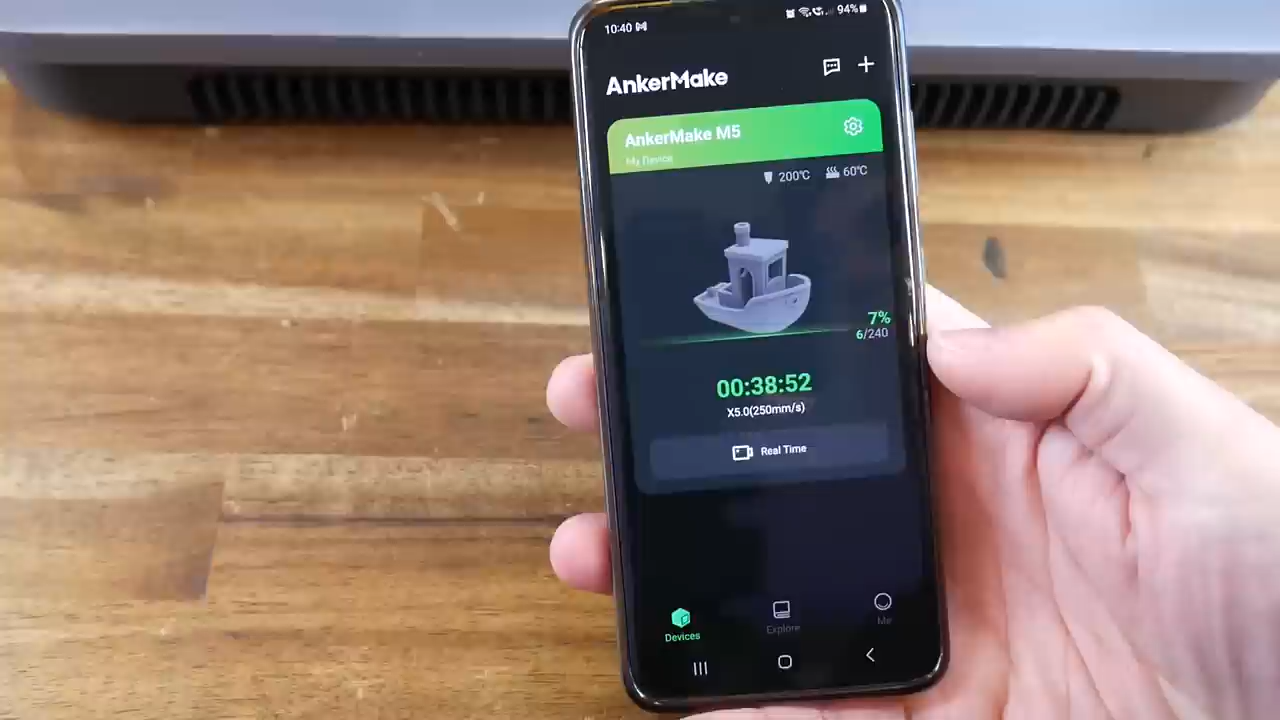 10:40
94%
AnkerMake
AnkerMake M5
My Device
200°C 60°C
7%
6/240
00:38:52
X5.0(250mm/s)
Real Time
Devices Explore Me